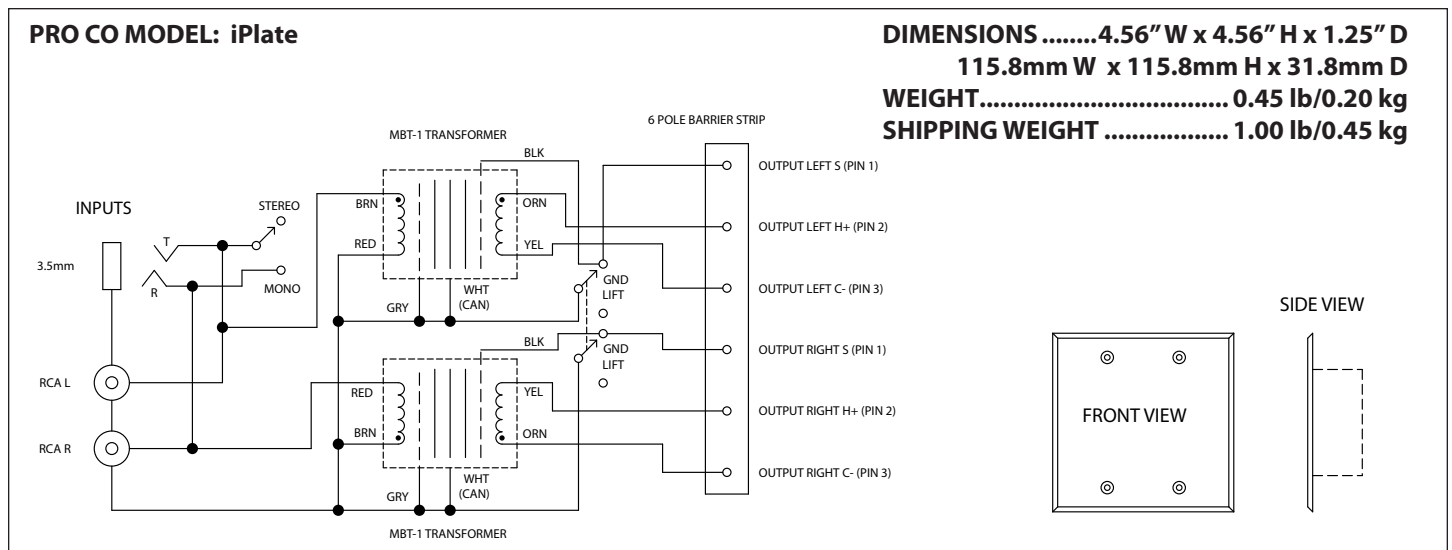 PRO CO MODEL: iPlate
DIMENSIONS ........4.56" W x 4.56" H x 1.25" D
115.8mm W x 115.8mm H x 31.8mm D
WEIGHT.................................... 0.45 lb/0.20 kg
SHIPPING WEIGHT .................. 1.00 lb/0.45 kg
6 POLE BARRIER STRIP
MBT-1 TRANSFORMER
BLK
OUTPUT LEFT S (PIN 1)
INPUTS
STEREO
BRN
ORN
T
OUTPUT LEFT H+ (PIN 2)
RED
YEL
3.5mm
R
MONO
GND
LIFT
WHT
(CAN)
GRY
OUTPUT LEFT C- (PIN 3)
SIDE VIEW
BLK
GND
LIFT
OUTPUT RIGHT S (PIN 1)
RCA L
RED
YEL
OUTPUT RIGHT H+ (PIN 2)
FRONT VIEW
BRN
ORN
RCA R
OUTPUT RIGHT C- (PIN 3)
WHT
(CAN)
GRY
MBT-1 TRANSFORMER